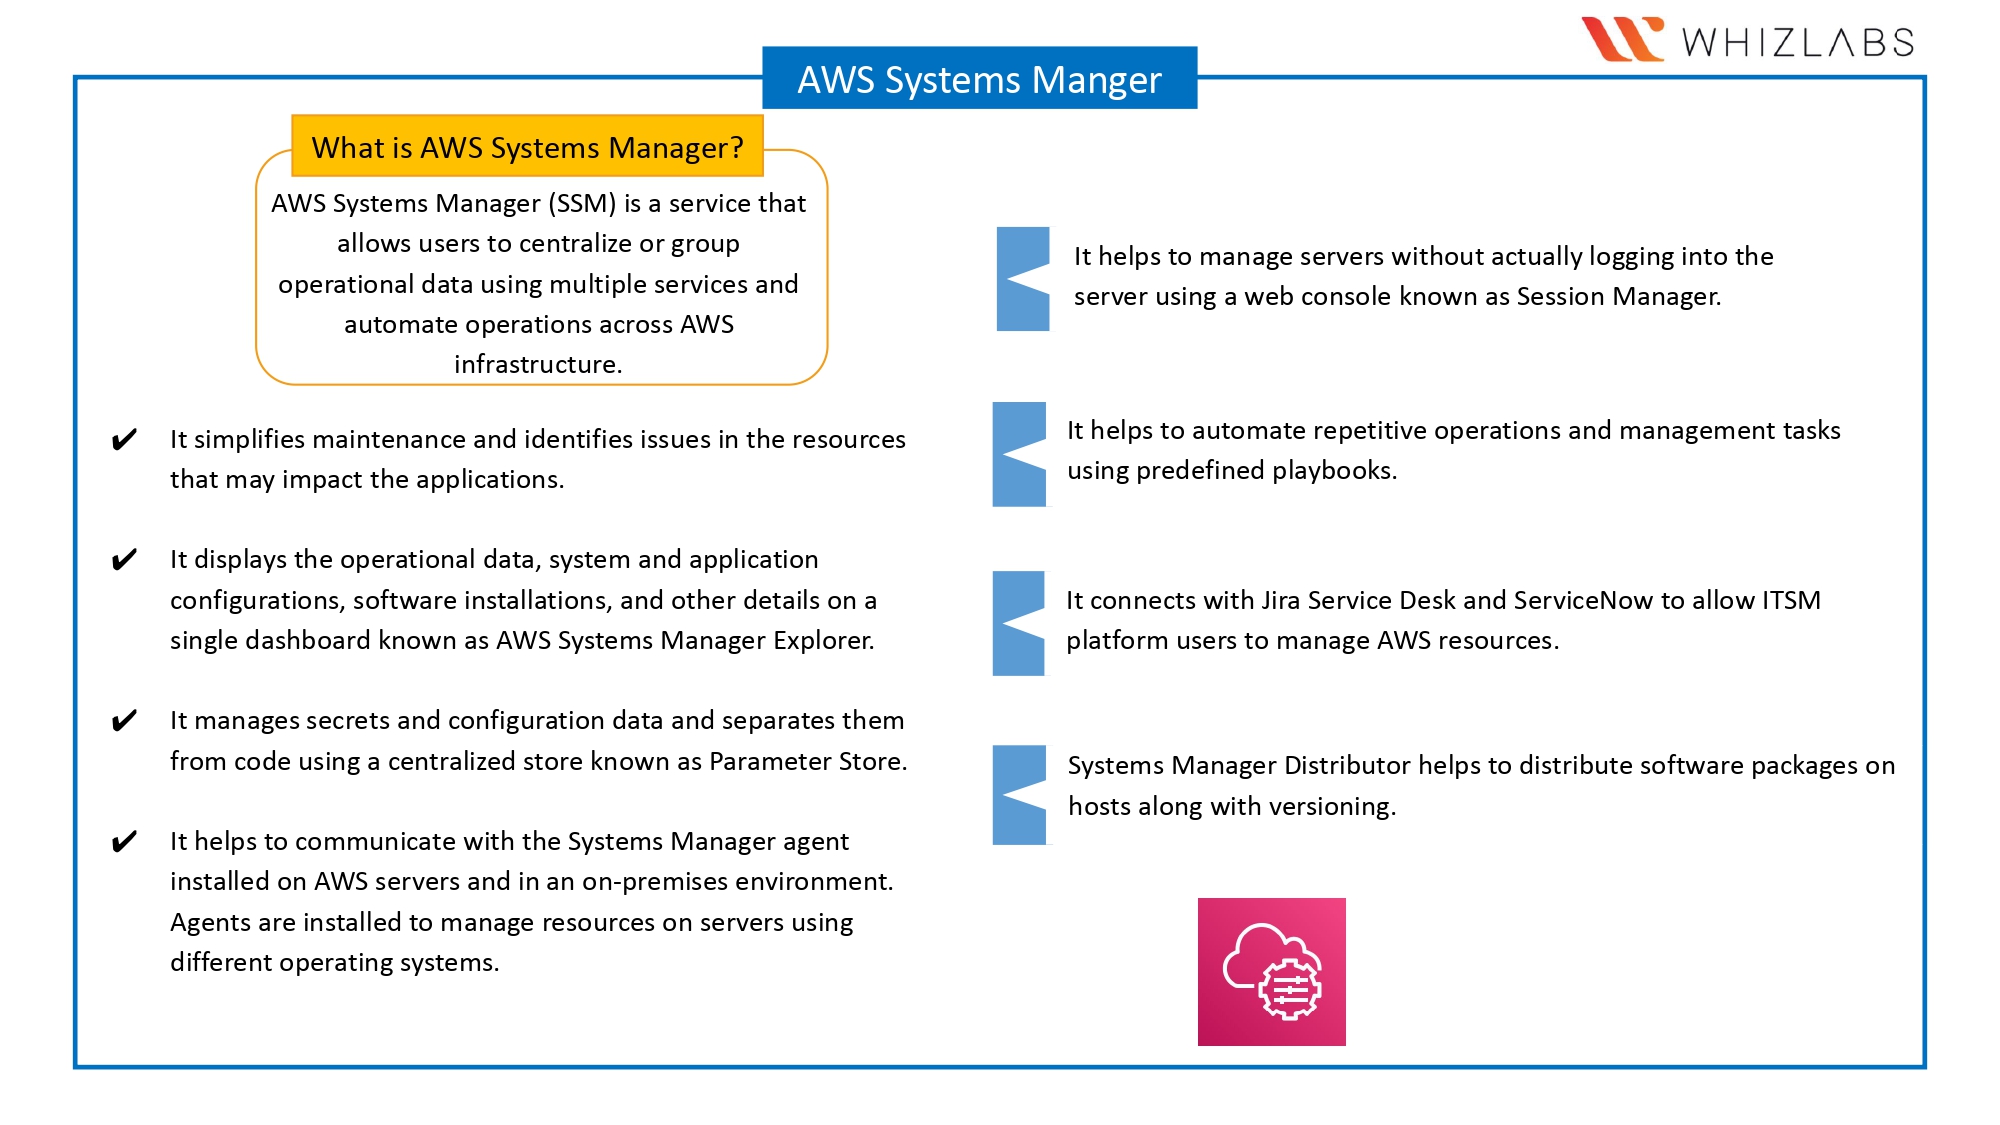 WHIZLABS
AWS Systems Manger
What is AWS Systems Manager?
AWS Systems Manager (SSM) is a service that
allows users to centralize or group
operational data using multiple services and
automate operations across AWS
infrastructure.
✔ It simplifies maintenance and identifies issues in the resources
that may impact the applications.
✔ It displays the operational data, system and application
configurations, software installations, and other details on a
single dashboard known as AWS Systems Manager Explorer.
✔ It manages secrets and configuration data and separates them
from code using a centralized store known as Parameter Store.
✔ It helps to communicate with the Systems Manager agent
installed on AWS servers and in an on-premises environment.
Agents are installed to manage resources on servers using
different operating systems.
It helps to manage servers without actually logging into the
server using a web console known as Session Manager.
It helps to automate repetitive operations and management tasks
using predefined playbooks.
It connects with Jira Service Desk and ServiceNow to allow ITSM
platform users to manage AWS resources.
Systems Manager Distributor helps to distribute software packages on
hosts along with versioning.